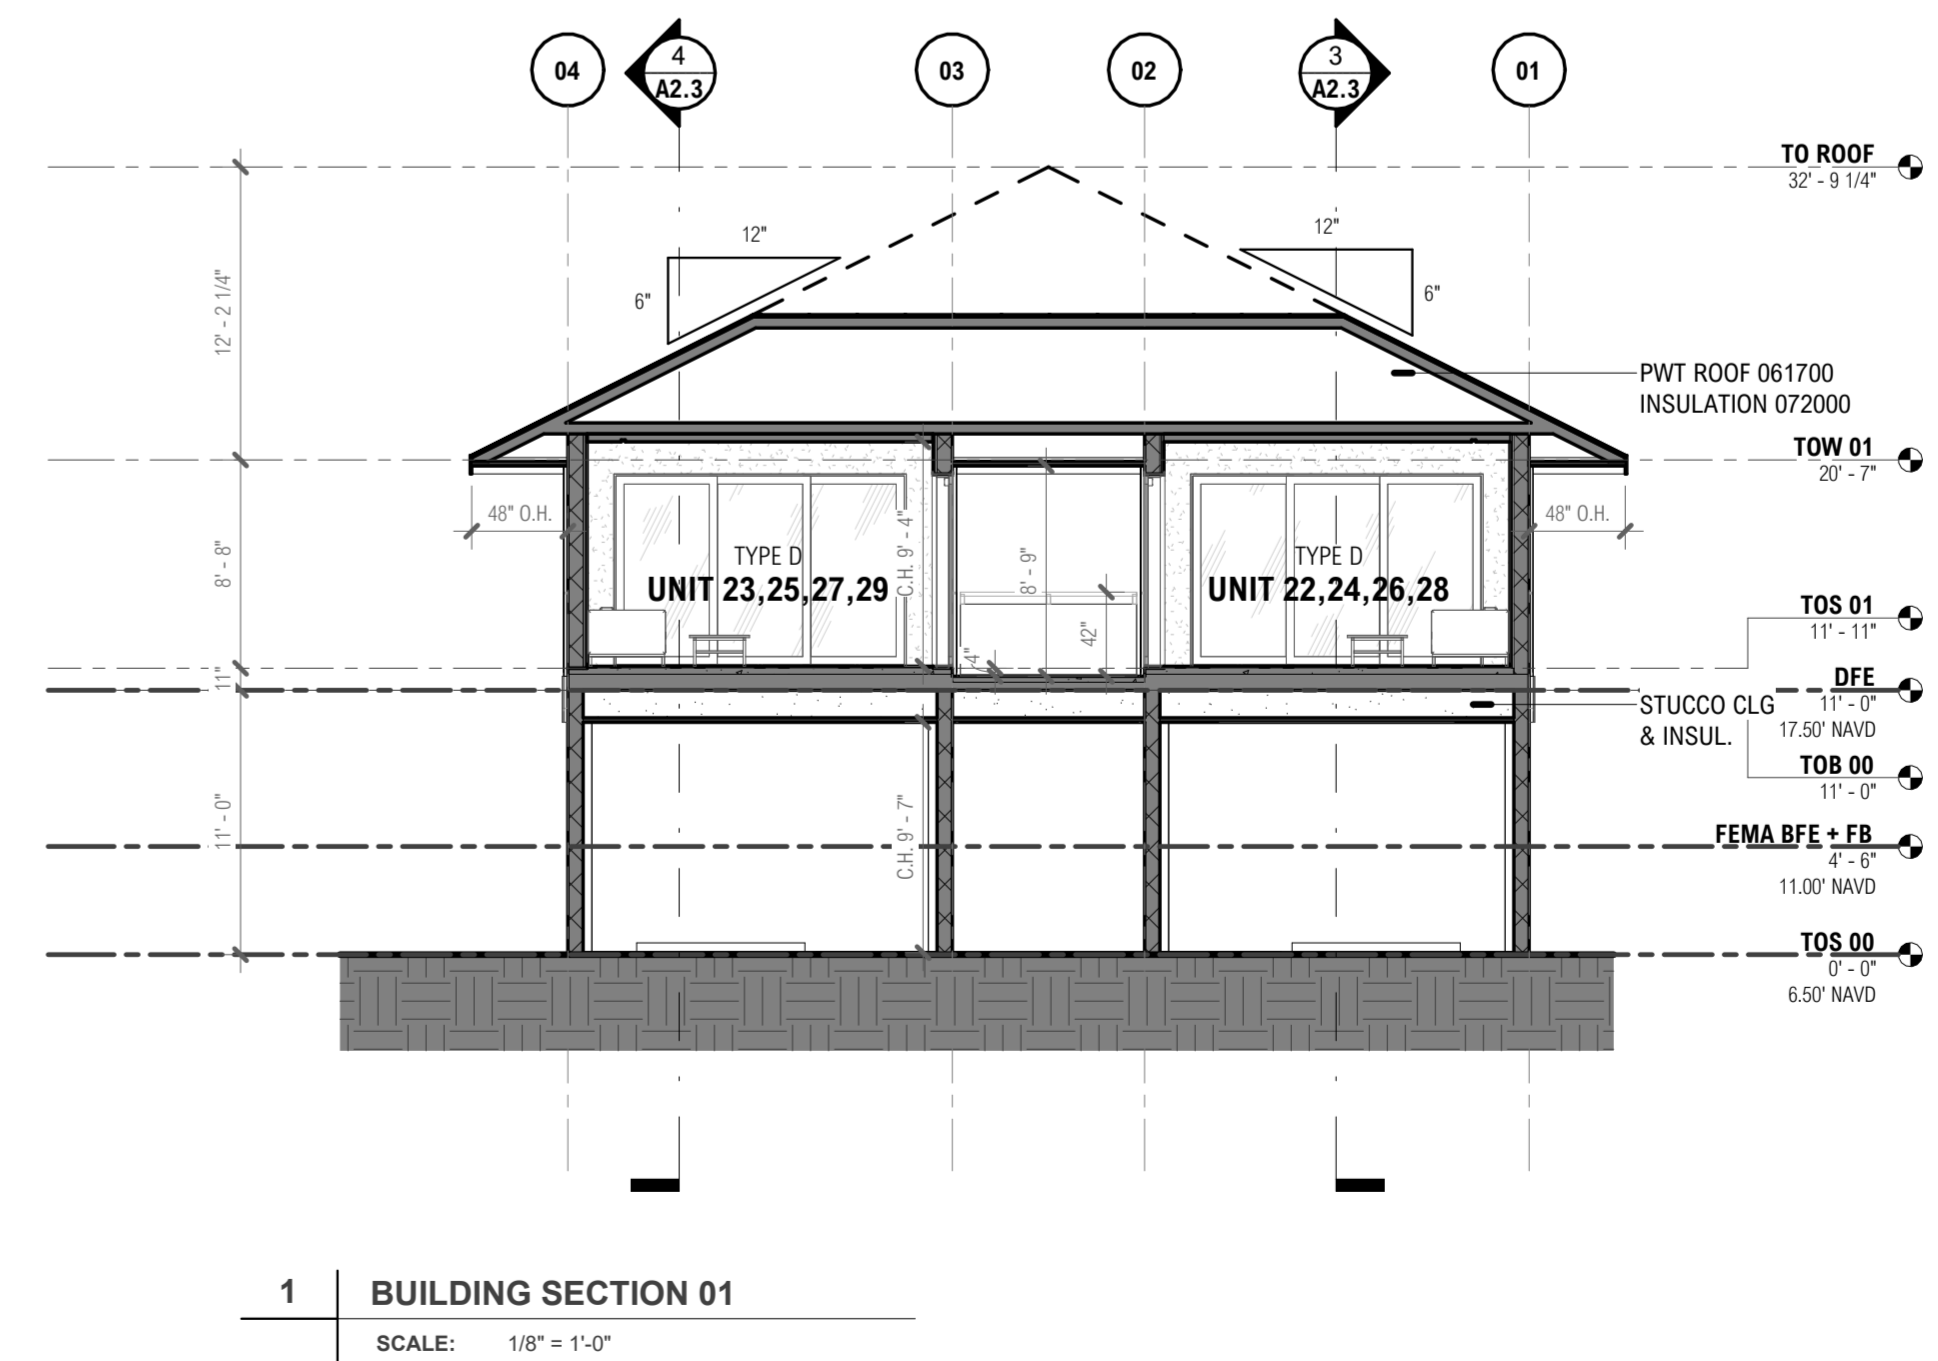 04
4
A2.3
03
02
3
A2.3
01
TO ROOF
32' - 9 1/4"
12"
12"
6"
6"
12' - 2 1/4"
PWT ROOF 061700
INSULATION 072000
TOW 01
20' - 7"
48" O.H.
48" O.H.
8' - 8"
C.H. 9' - 4"
8' - 9"
TYPE D
UNIT 23,25,27,29
TYPE D
UNIT 22,24,26,28
42"
4"
TOS 01
11' - 11"
11"
DFE
11' - 0"
17.50' NAVD
STUCCO CLG
& INSUL.
TOB 00
11' - 0"
11' - 0"
C.H. 9' - 7"
FEMA BFE + FB
4' - 6"
11.00' NAVD
TOS 00
0' - 0"
6.50' NAVD
1
BUILDING SECTION 01
SCALE: 1/8" = 1'-0"